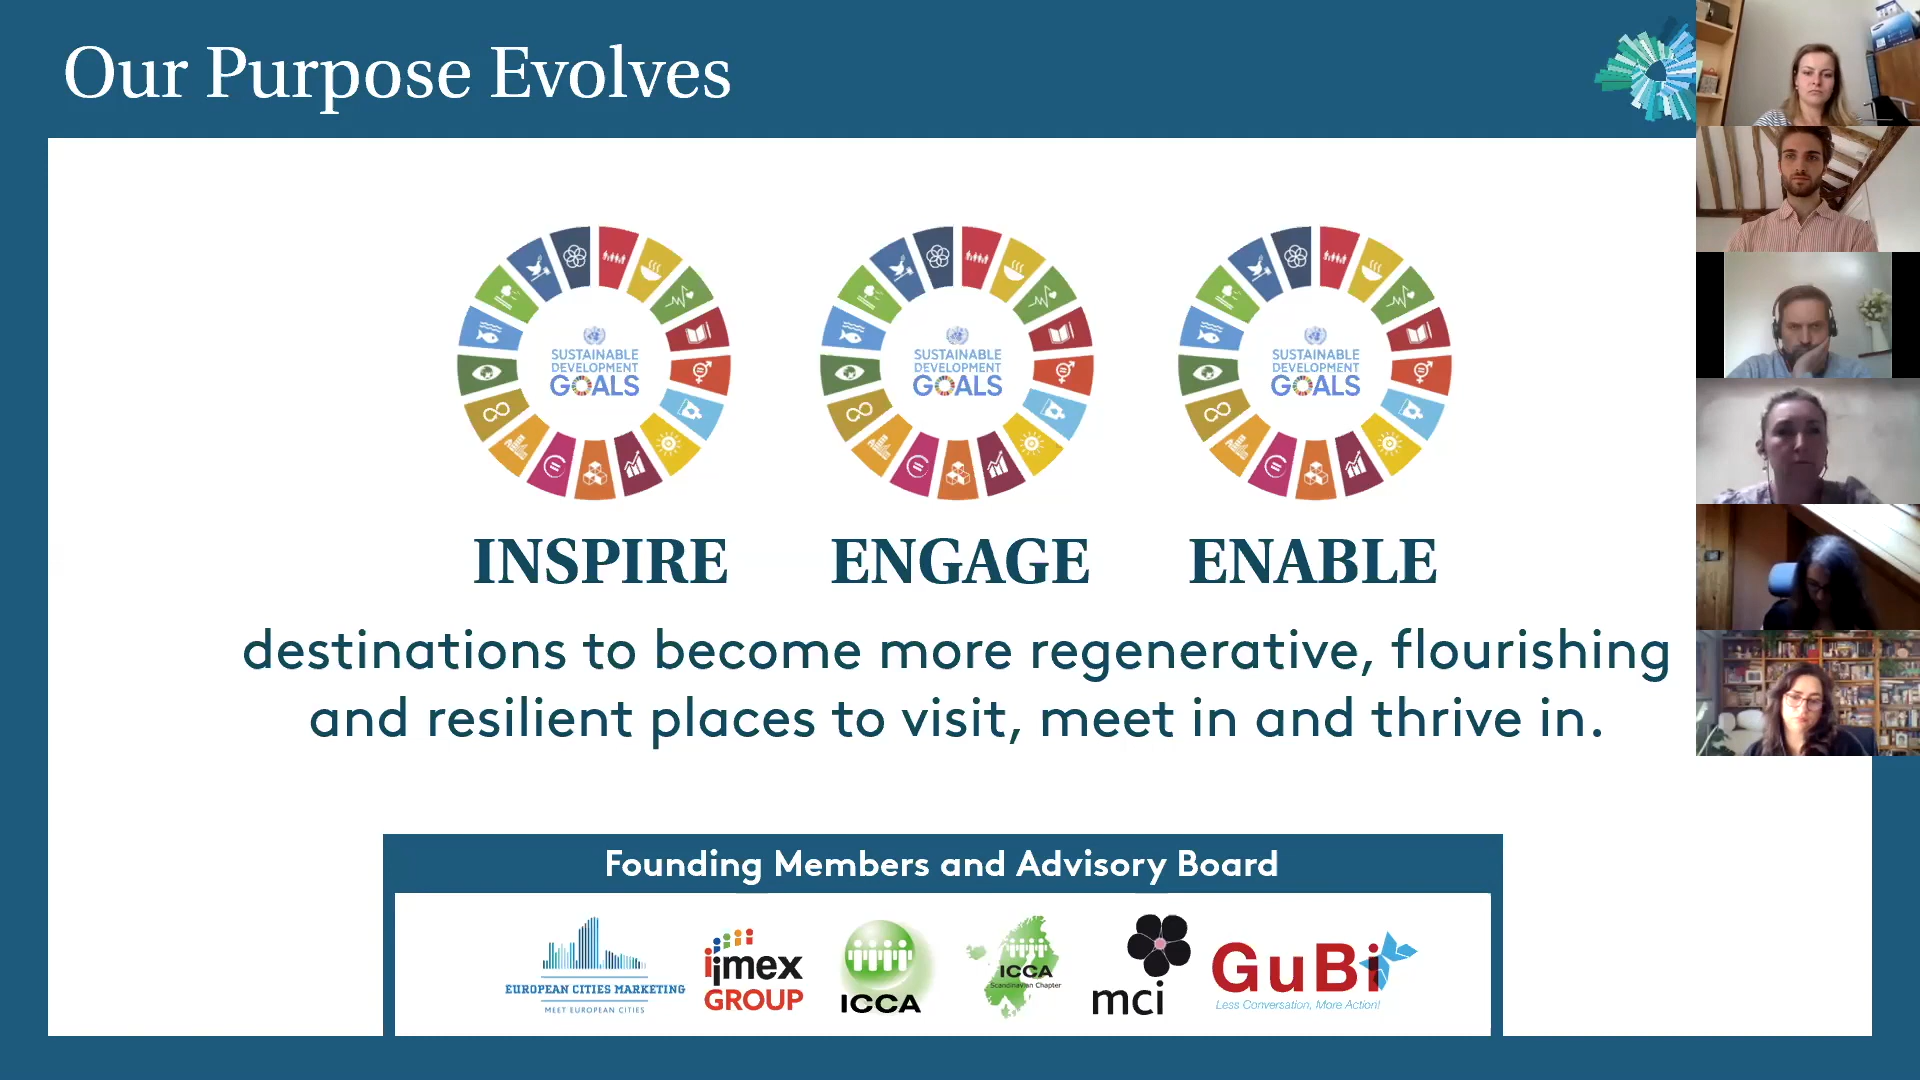 Our Purpose Evolves
SUSTAINABLE
DEVELOPMENT
GOALS
SUSTAINABLE
DEVELOPMENT
GOALS
SUSTAINABLE
DEVELOPMENT
GOALS
INSPIRE
ENGAGE
ENABLE
destinations to become more regenerative, flourishing
and resilient places to visit, meet in and thrive in.
Founding Members and Advisory Board
EUROPEAN CITIES MARKETING
MEET EUROPEAN CITIES
imex
GROUP
ICCA
ICCA
Scandinavian Chapter
mci
GuBi
Less Conversation, More Action!